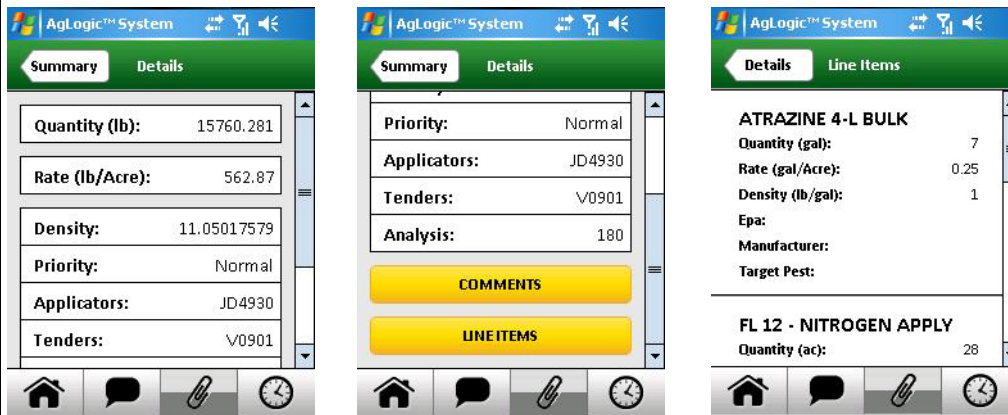 AgLogic™ System
Summary
Details
Quantity (lb): 15760.281
Rate (lb/Acre): 562.87
Density: 11.05017579
Priority: Normal
Applicators: JD4930
Tenders: V0901
AgLogic™ System
Summary
Details
Priority: Normal
Applicators: JD4930
Tenders: V0901
Analysis: 180
COMMENTS
LINE ITEMS
AgLogic™ System
Details
Line Items
ATRAZINE 4-L BULK
Quantity (gal): 7
Rate (gal/Acre): 0.25
Density (lb/gal): 1
Epa:
Manufacturer:
Target Pest:
FL 12 - NITROGEN APPLY
Quantity (ac): 28